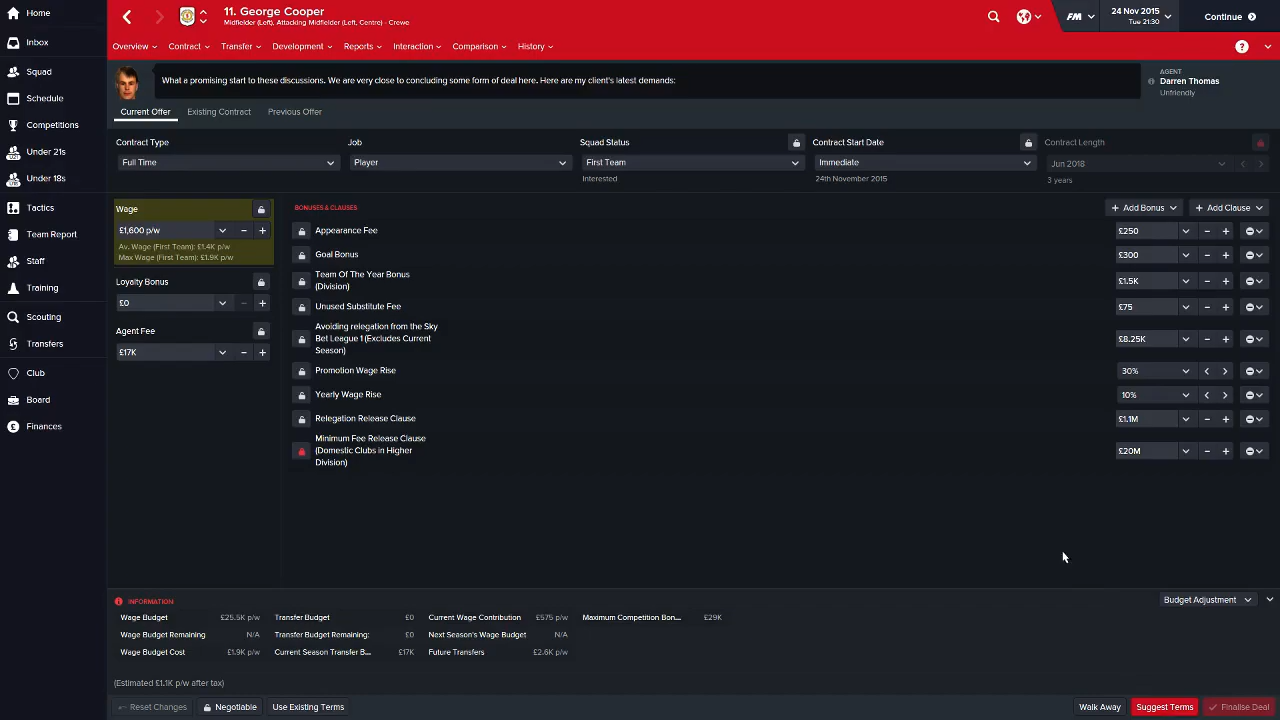 Home
Inbox
Squad
Schedule
Competitions
Under 21s
Under 18s
Tactics
Team Report
Staff
Training
Scouting
Transfers
Club
Board
Finances
11. George Cooper
Midfielder (Left), Attacking Midfielder (Left, Centre) - Crewe
FM
24 Nov 2015
Tue 21:30
Continue
Overview
Contract
Transfer
Development
Reports
Interaction
Comparison
History
?
What a promising start to these discussions. We are very close to concluding some form of deal here. Here are my client's latest demands:
AGENT
Darren Thomas
Unfriendly
Current Offer
Existing Contract
Previous Offer
Contract Type
Full Time
Job
Player
Squad Status
First Team
Interested
Contract Start Date
Immediate
24th November 2015
Contract Length
Jun 2018
3 years
Wage
£1,600 p/w
Av. Wage (First Team): £1.4K p/w
Max Wage (First Team): £1.9K p/w
Loyalty Bonus
£0
Agent Fee
£17K
BONUSES & CLAUSES
Add Bonus
Add Clause
Appearance Fee
£250
Goal Bonus
£300
Team Of The Year Bonus
(Division)
£1.5K
Unused Substitute Fee
£75
Avoiding relegation from the Sky
Bet League 1 (Excludes Current
Season)
£8.25K
Promotion Wage Rise
30%
Yearly Wage Rise
10%
Relegation Release Clause
£1.1M
Minimum Fee Release Clause
(Domestic Clubs in Higher
Division)
£20M
INFORMATION
Budget Adjustment
Wage Budget £25.5K p/w
Transfer Budget £0
Current Wage Contribution £575 p/w
Maximum Competition Bon... £29K
Wage Budget Remaining N/A
Transfer Budget Remaining: £0
Next Season's Wage Budget N/A
Wage Budget Cost £1.9K p/w
Current Season Transfer B... £17K
Future Transfers £2.6K p/w
(Estimated £1.1K p/w after tax)
Reset Changes
Negotiable
Use Existing Terms
Walk Away
Suggest Terms
Finalise Deal